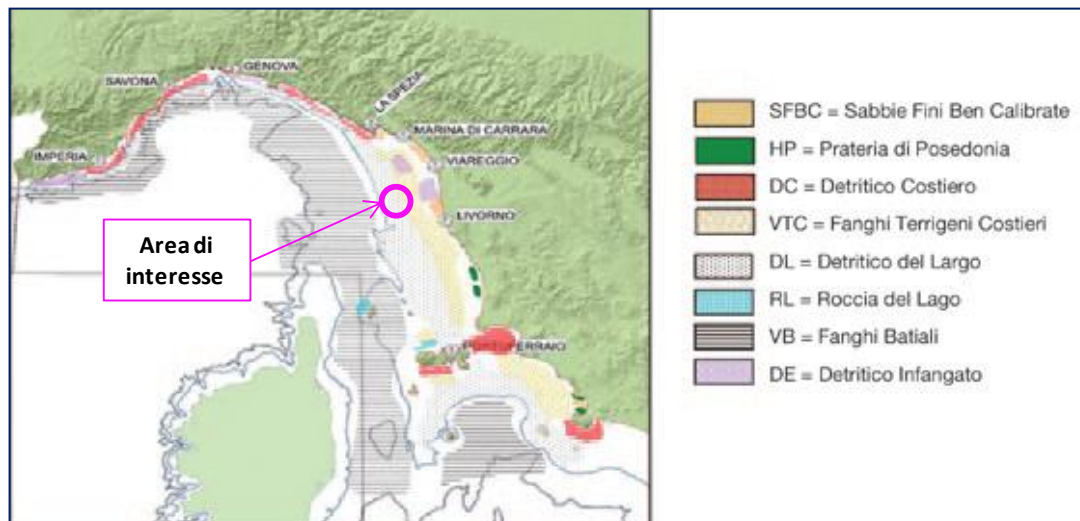 GENOVA
SAVONA
LA SPEZIA
MARINA DI CARRARA
IMPERIA
VIAREGGIO
LIVORNO
Area di
interesse
SFBC = Sabbie Fini Ben Calibrate
HP = Prateria di Posedonia
DC = Detritico Costiero
VTC = Fanghi Terrigeni Costieri
DL = Detritico del Largo
RL = Roccia del Lago
VB = Fanghi Batiali
DE = Detritico Infangato